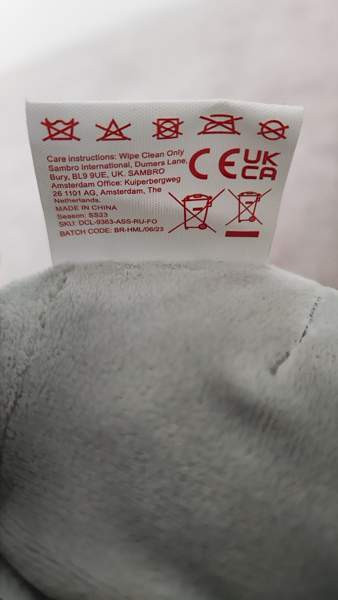 Care instructions: Wipe Clean Only
Sambro International, Dumers Lane,
Bury, BL9 9UE, UK. SAMBRO
Amsterdam Office: Kuiperbergweg
26 1101 AG, Amsterdam, The
Netherlands.
MADE IN CHINA
Season: SS23
SKU: DCL-9363-ASS-RU-FO
BATCH CODE: BR-HML/06/23
CE
UK
CA